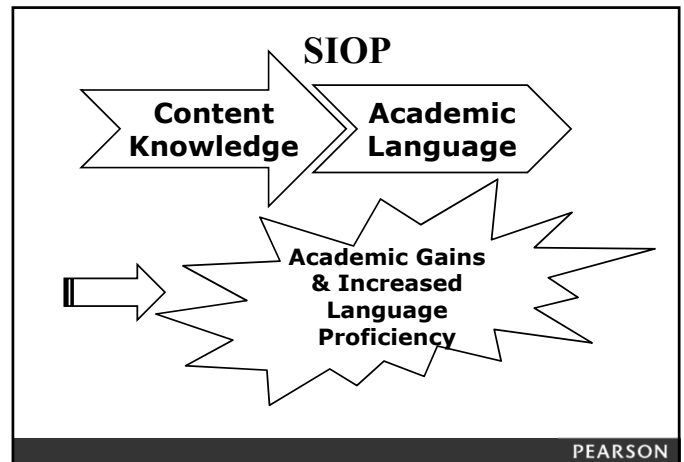 SIOP
Content
Knowledge
Academic
Language
Academic Gains
& Increased
Language
Proficiency
PEARSON